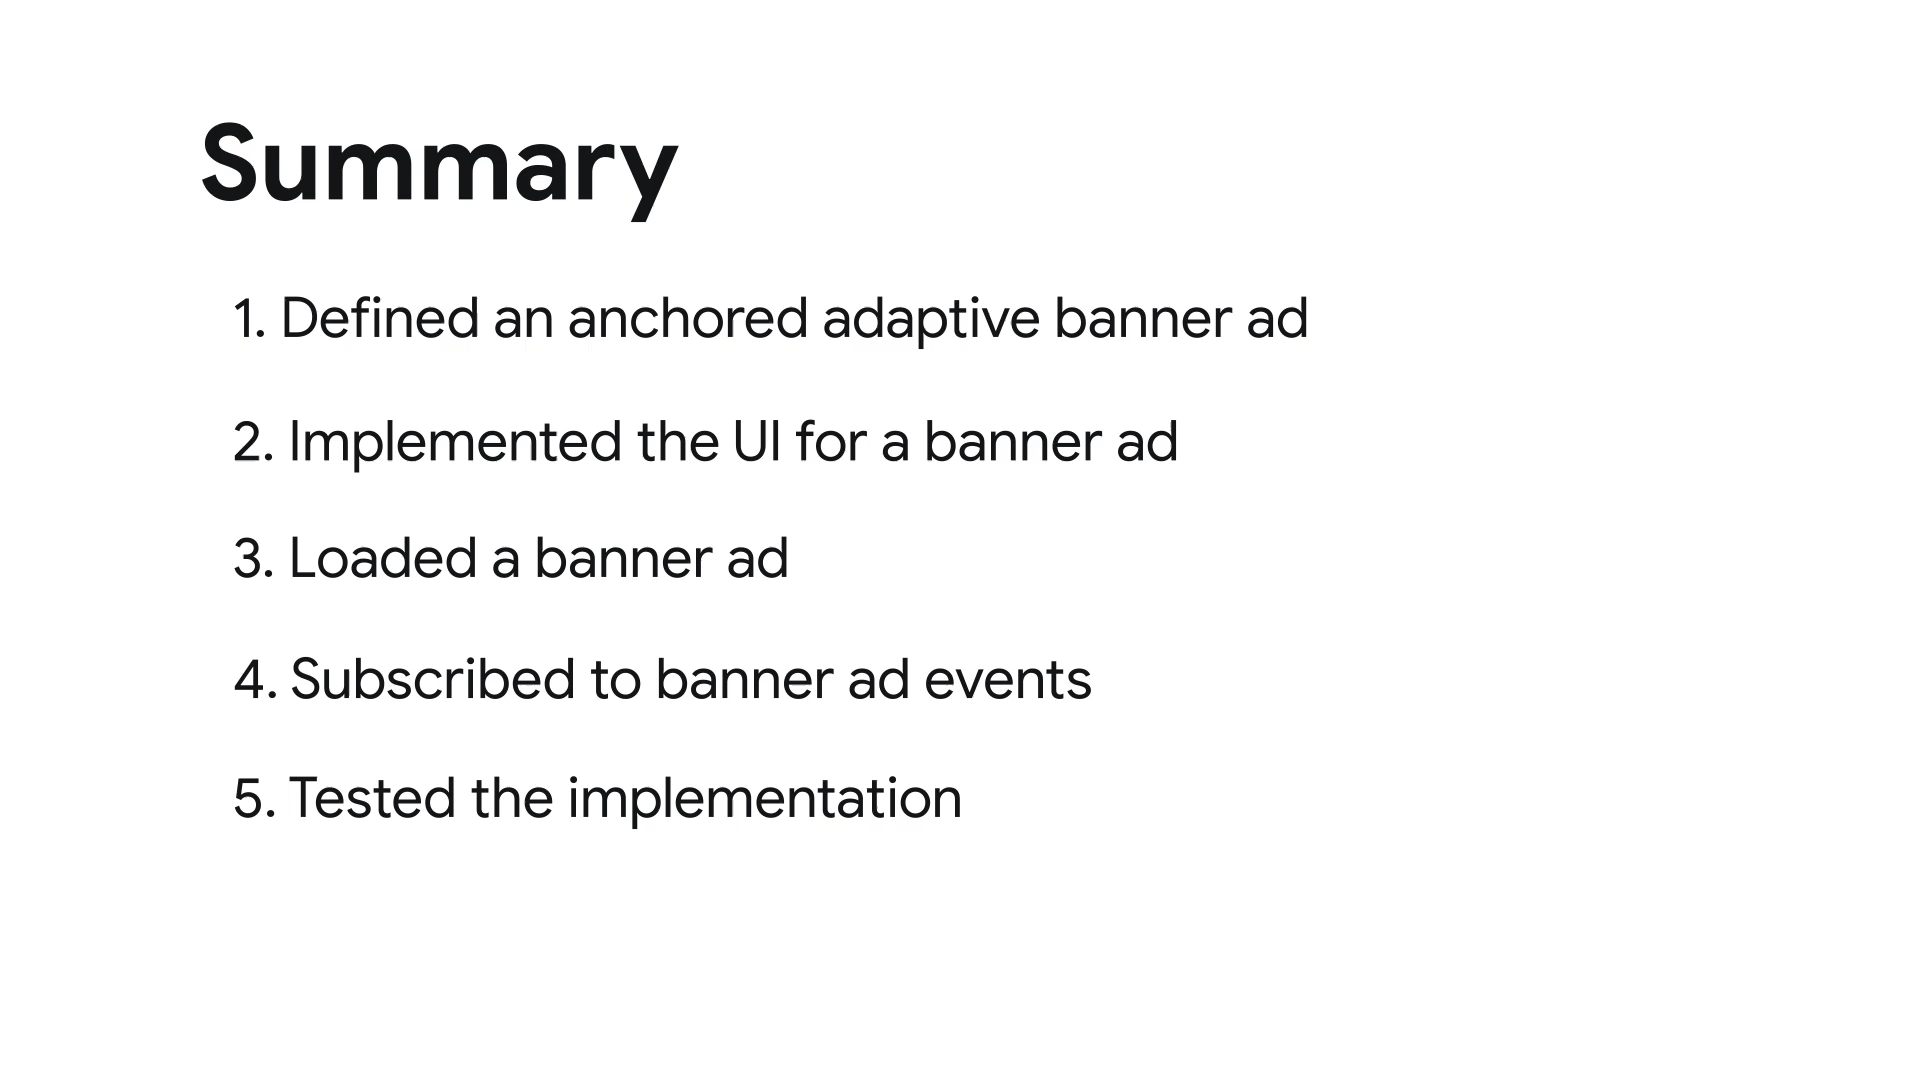 Summary
1. Defined an anchored adaptive banner ad
2. Implemented the UI for a banner ad
3. Loaded a banner ad
4. Subscribed to banner ad events
5. Tested the implementation